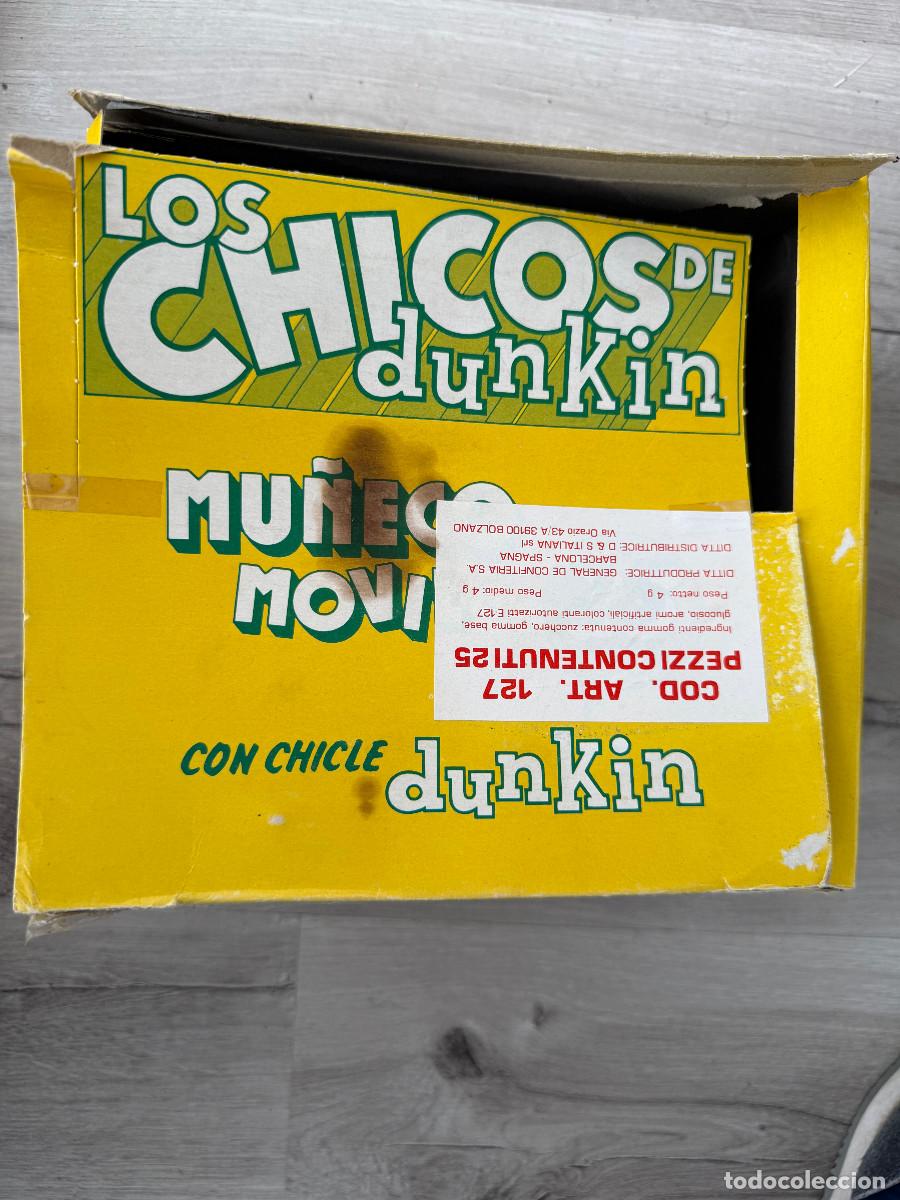 LOS
CHICOS DE
dunkin
MUÑECO
MOVI
COD. ART. 127
PEZZI CONTENUTI 25
Ingredienti gomma contenuta: zucchero, gomma base,
glucosio, aromi artificiali, coloranti autorizzati E 127
Peso netto: 4 g Peso medio: 4 g
DITTA PRODUTTRICE: GENERAL DE CONFITERIA S.A.
BARCELONA - SPAGNA
DITTA DISTRIBUTRICE: D & S ITALIANA srl
Via Orazio 43/A 39100 BOLZANO
CON CHICLE dunkin
todocoleccion